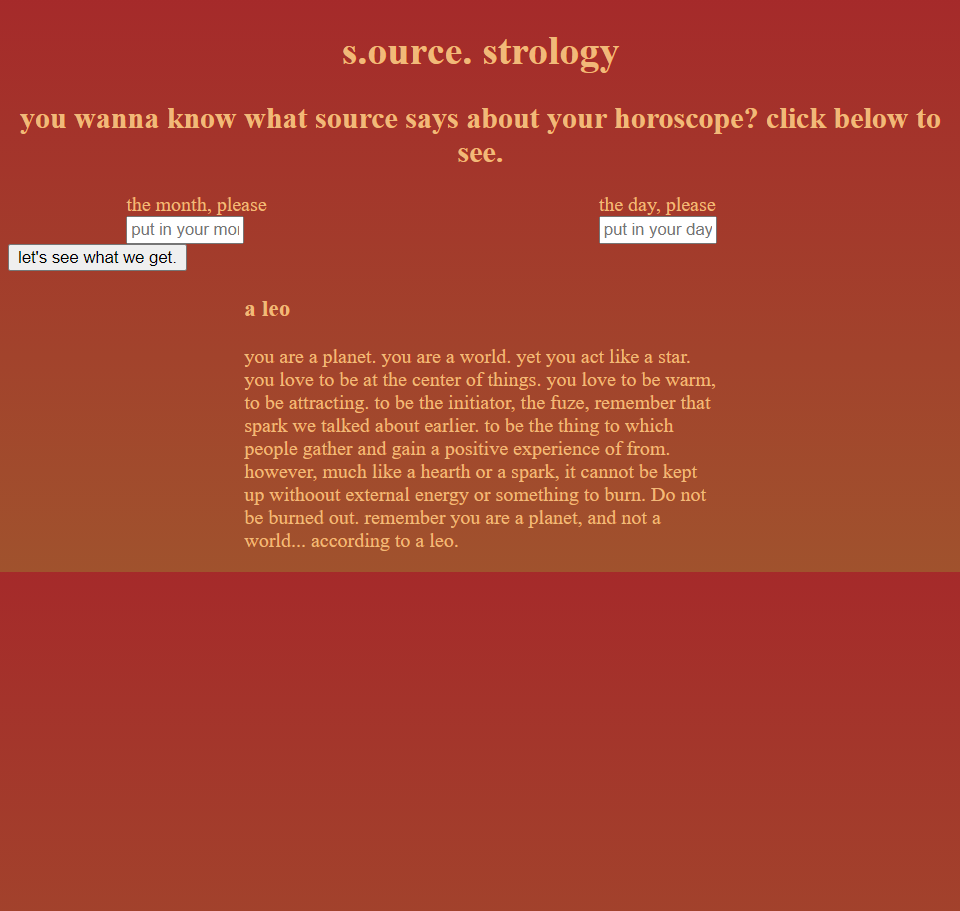 s.ource. strology
you wanna know what source says about your horoscope? click below to
see.
the month, please
the day, please
put in your mo
put in your day
let's see what we get.
a leo
you are a planet. you are a world. yet you act like a star.
you love to be at the center of things. you love to be warm,
to be attracting. to be the initiator, the fuze, remember that
spark we talked about earlier. to be the thing to which
people gather and gain a positive experience of from.
however, much like a hearth or a spark, it cannot be kept
up withoout external energy or something to burn. Do not
be burned out. remember you are a planet, and not a
world... according to a leo.